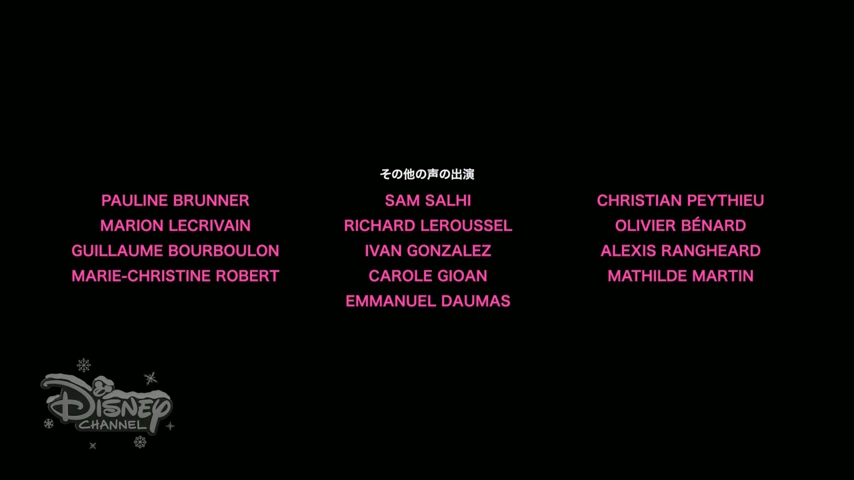 その他の声の出演
PAULINE BRUNNER
MARION LECRIVAIN
GUILLAUME BOURBOULON
MARIE-CHRISTINE ROBERT
SAM SALHI
RICHARD LEROUSSEL
IVAN GONZALEZ
CAROLE GIOAN
EMMANUEL DAUMAS
CHRISTIAN PEYTHIEU
OLIVIER BÉNARD
ALEXIS RANGHEARD
MATHILDE MARTIN
DISNEY
CHANNEL